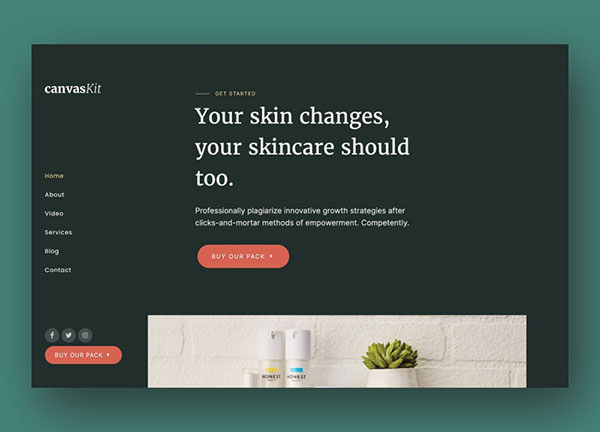 canvasKit
Home
About
Video
Services
Blog
Contact
BUY OUR PACK
GET STARTED
Your skin changes,
your skincare should
too.
Professionally plagiarize innovative growth strategies after
clicks-and-mortar methods of empowerment. Competently.
BUY OUR PACK
HONEST
HONEST